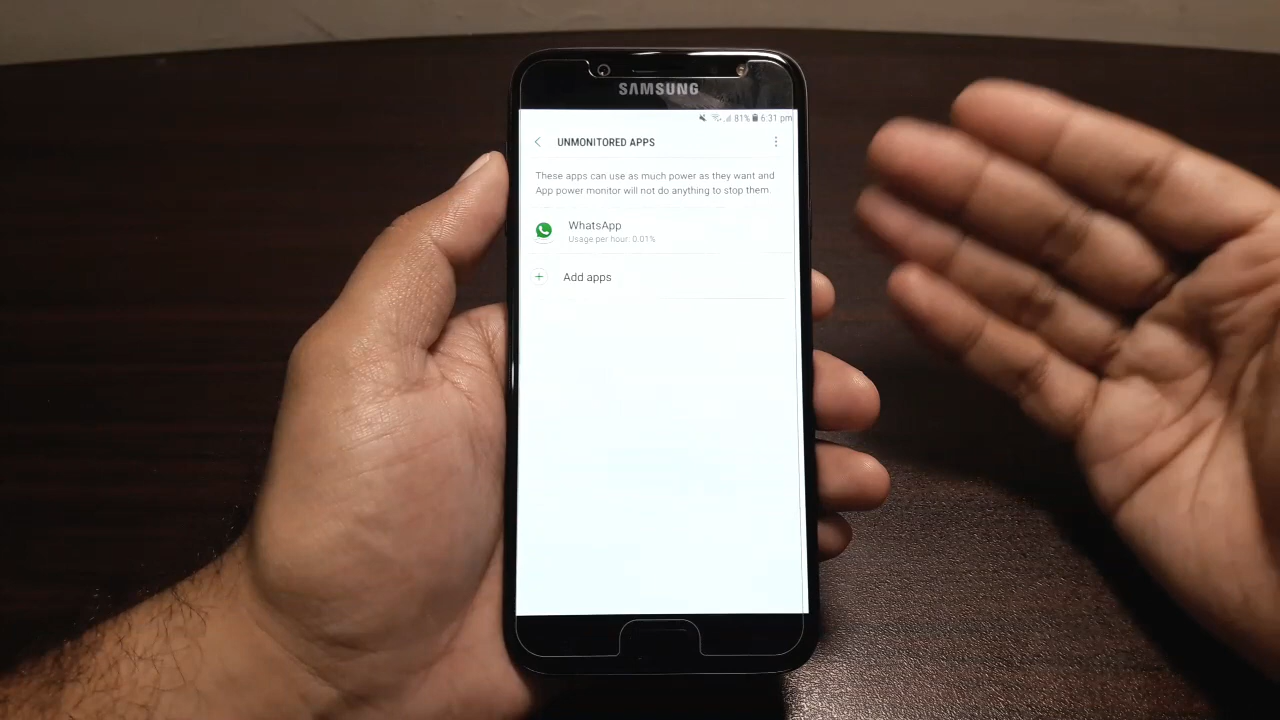 SAMSUNG
81% 6:31 pm
UNMONITORED APPS
These apps can use as much power as they want and
App power monitor will not do anything to stop them.
WhatsApp
Usage per hour: 0.01%
Add apps